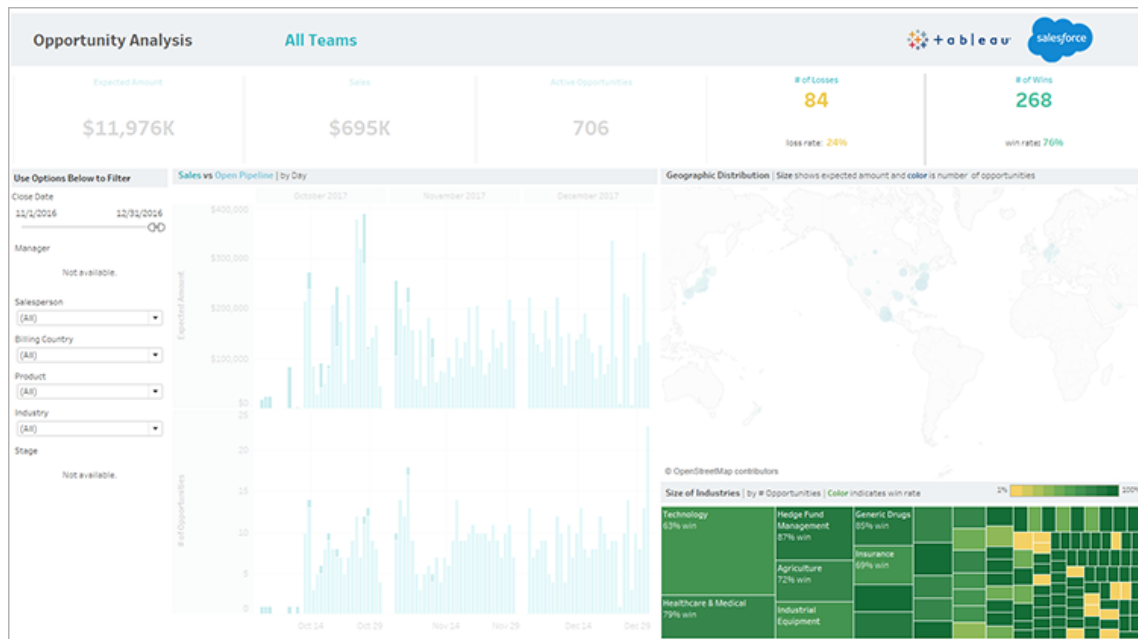 Opportunity Analysis
All Teams
+ a b l e a u
salesforce
Expected Amount
$11,976K
Sales
$695K
Active Opportunities
706
# of Losses
84
loss rate: 24%
# of Wins
268
win rate: 76%
Use Options Below to Filter
Close Date
11/1/2016 12/31/2016
Manager
Not available.
Salesperson
(All)
Billing Country
(All)
Product
(All)
Industry
(All)
Stage
Not available.
Sales vs Open Pipeline | by Day
October 2017 November 2017 December 2017
Expected Amount
$400,000
$300,000
$200,000
$100,000
$0
# of Opportunities
25
20
15
10
5
0
Oct 14 Oct 29 Nov 14 Nov 29 Dec 14 Dec 29
Geographic Distribution | Size shows expected amount and color is number of opportunities
© OpenStreetMap contributors
Size of Industries | by # Opportunities | Color indicates win rate
1% 100%
Technology
63% win
Healthcare & Medical
79% win
Hedge Fund
Management
87% win
Agriculture
72% win
Industrial
Equipment
Generic Drugs
85% win
Insurance
69% win